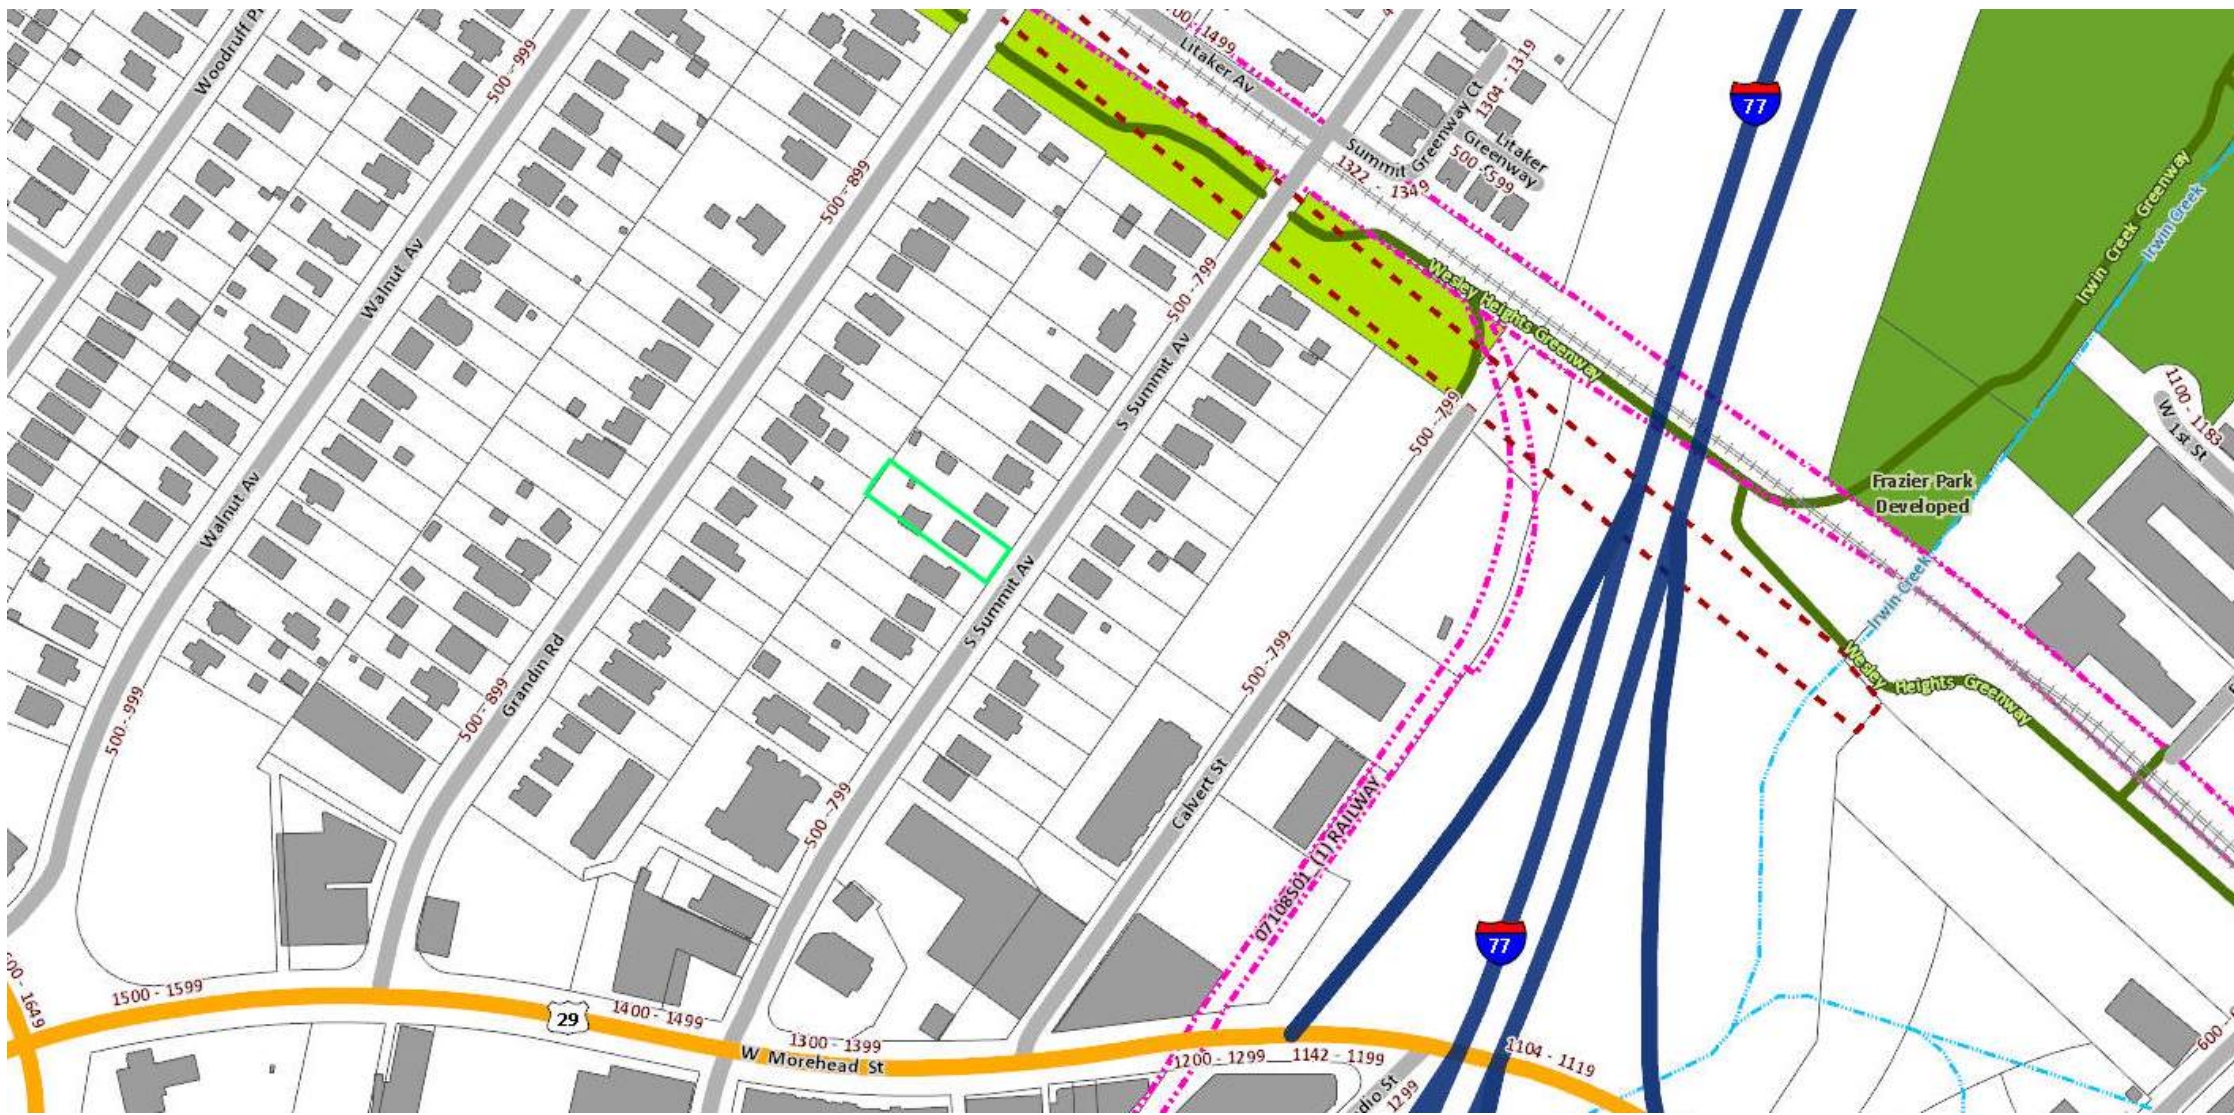 Woodruff Pl
500 - 999
1499
Litaker Av
1304 - 1319
Summit Greenway Ct
Litaker
Greenway
500 - 599
1322 - 1349
77
500 - 899
Walnut Av
500 - 799
Wesley Heights Greenway
Irwin Creek Greenway
Irwin Creek
S Summit Av
1100 - 1183
W 1st St
500 - 799
Frazier Park
Developed
Walnut Av
S Summit Av
Irwin Creek
Wesley Heights Greenway
500 - 799
Grandin Rd
500 - 999
500 - 899
Calvert St
500 - 799
07108S01_(1)RAILWAY
77
1500 - 1599
1649
29
1400 - 1499
1300 - 1399
W Morehead St
1200 - 1299
1142 - 1199
1104 - 1119
1299